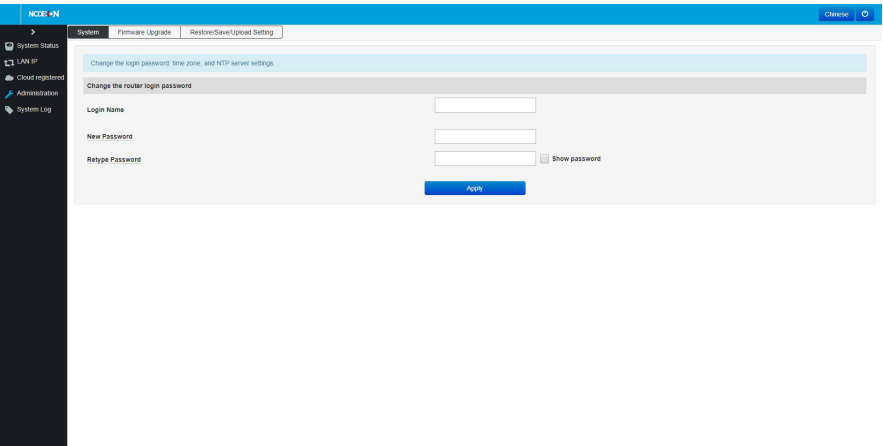 NODEXON
Chinese
System Firmware Upgrade Restore/Save/Upload Setting
System Status
LAN IP
Cloud registered
Administration
System Log
Change the login password, time zone, and NTP server settings.
Change the router login password
Login Name
New Password
Retype Password
Show password
Apply